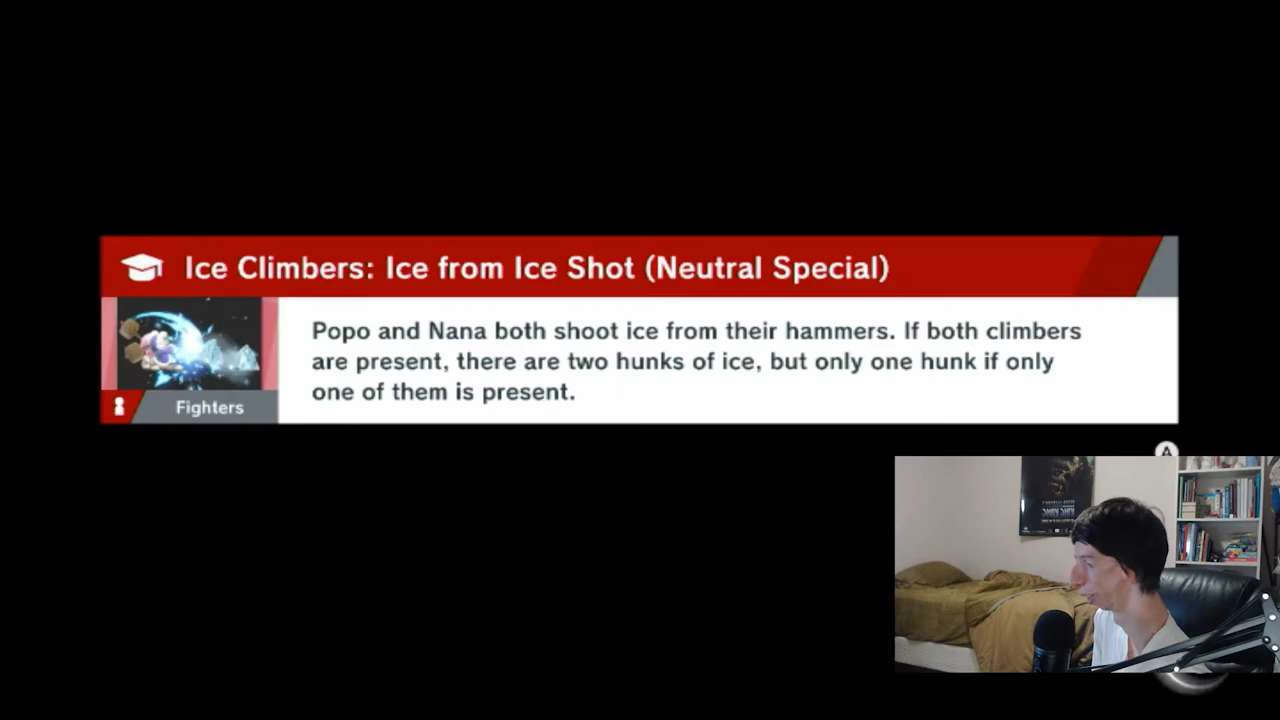 Ice Climbers: Ice from Ice Shot (Neutral Special)
Popo and Nana both shoot ice from their hammers. If both climbers
are present, there are two hunks of ice, but only one hunk if only
one of them is present.
Fighters
A